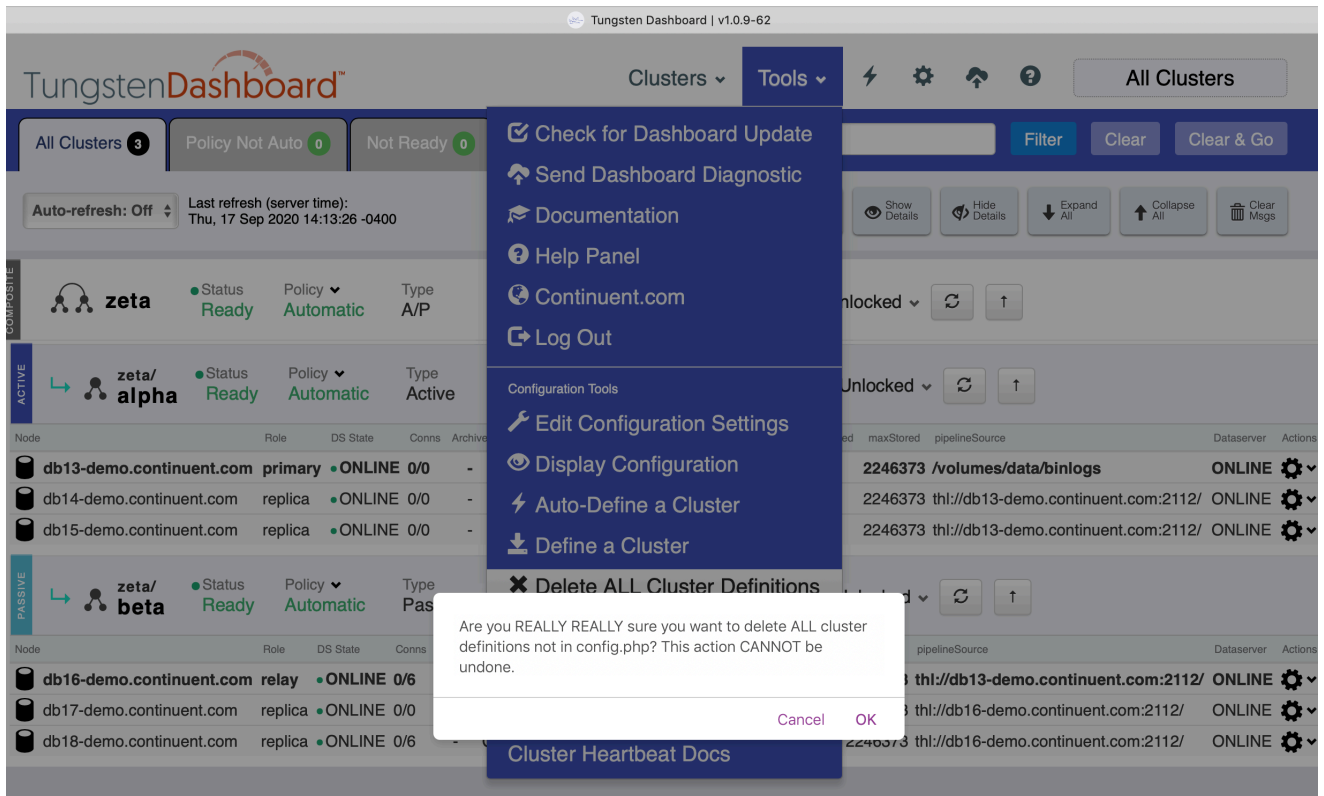 Tungsten Dashboard | v1.0.9-62
TungstenDashboard™
Clusters
Tools
All Clusters
All Clusters 3
Policy Not Auto 0
Not Ready 0
Filter
Clear
Clear & Go
Auto-refresh: Off
Last refresh (server time):
Thu, 17 Sep 2020 14:13:26 -0400
Show Details
Hide Details
Expand All
Collapse All
Clear Msgs
Check for Dashboard Update
Send Dashboard Diagnostic
Documentation
Help Panel
Continuent.com
Log Out
Configuration Tools
Edit Configuration Settings
Display Configuration
Auto-Define a Cluster
Define a Cluster
Delete ALL Cluster Definitions
COMPOSITE
zeta
Status
Ready
Policy
Automatic
Type
A/P
ACTIVE
zeta/
alpha
Status
Ready
Policy
Automatic
Type
Active
Unlocked
Node Role DS State Conns maxStored pipelineSource Dataserver Actions
db13-demo.continuent.com primary ONLINE 0/0 - 2246373 /volumes/data/binlogs ONLINE
db14-demo.continuent.com replica ONLINE 0/0 - 2246373 thl://db13-demo.continuent.com:2112/ ONLINE
db15-demo.continuent.com replica ONLINE 0/0 - 2246373 thl://db13-demo.continuent.com:2112/ ONLINE
PASSIVE
zeta/
beta
Status
Ready
Policy
Automatic
Type
Pas
Node Role DS State Conns pipelineSource Dataserver Actions
db16-demo.continuent.com relay ONLINE 0/6 thl://db13-demo.continuent.com:2112/ ONLINE
db17-demo.continuent.com replica ONLINE 0/0 thl://db16-demo.continuent.com:2112/ ONLINE
db18-demo.continuent.com replica ONLINE 0/6 - 2246373 thl://db16-demo.continuent.com:2112/ ONLINE
Are you REALLY REALLY sure you want to delete ALL cluster
definitions not in config.php? This action CANNOT be
undone.
Cancel
OK
Cluster Heartbeat Docs